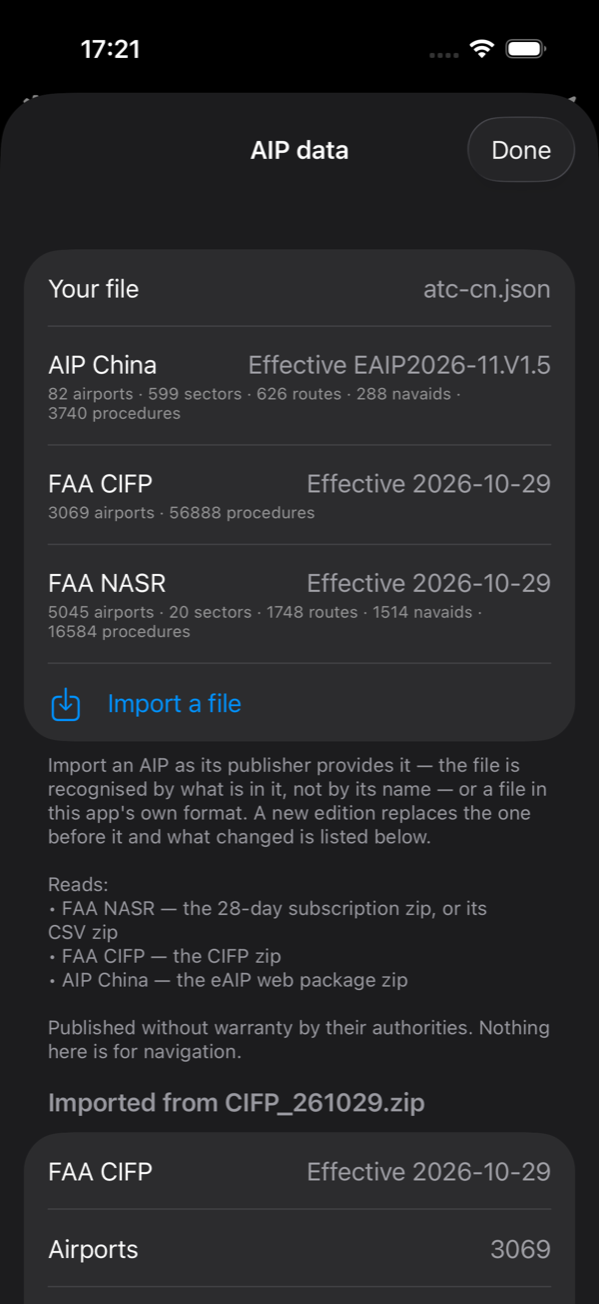 17:21
AIP data
Done
Your file
atc-cn.json
AIP China
Effective EAIP2026-11.V1.5
82 airports · 599 sectors · 626 routes · 288 navaids ·
3740 procedures
FAA CIFP
Effective 2026-10-29
3069 airports · 56888 procedures
FAA NASR
Effective 2026-10-29
5045 airports · 20 sectors · 1748 routes · 1514 navaids ·
16584 procedures
Import a file
Import an AIP as its publisher provides it — the file is
recognised by what is in it, not by its name — or a file in
this app's own format. A new edition replaces the one
before it and what changed is listed below.
Reads:
• FAA NASR — the 28-day subscription zip, or its
CSV zip
• FAA CIFP — the CIFP zip
• AIP China — the eAIP web package zip
Published without warranty by their authorities. Nothing
here is for navigation.
Imported from CIFP_261029.zip
FAA CIFP
Effective 2026-10-29
Airports
3069